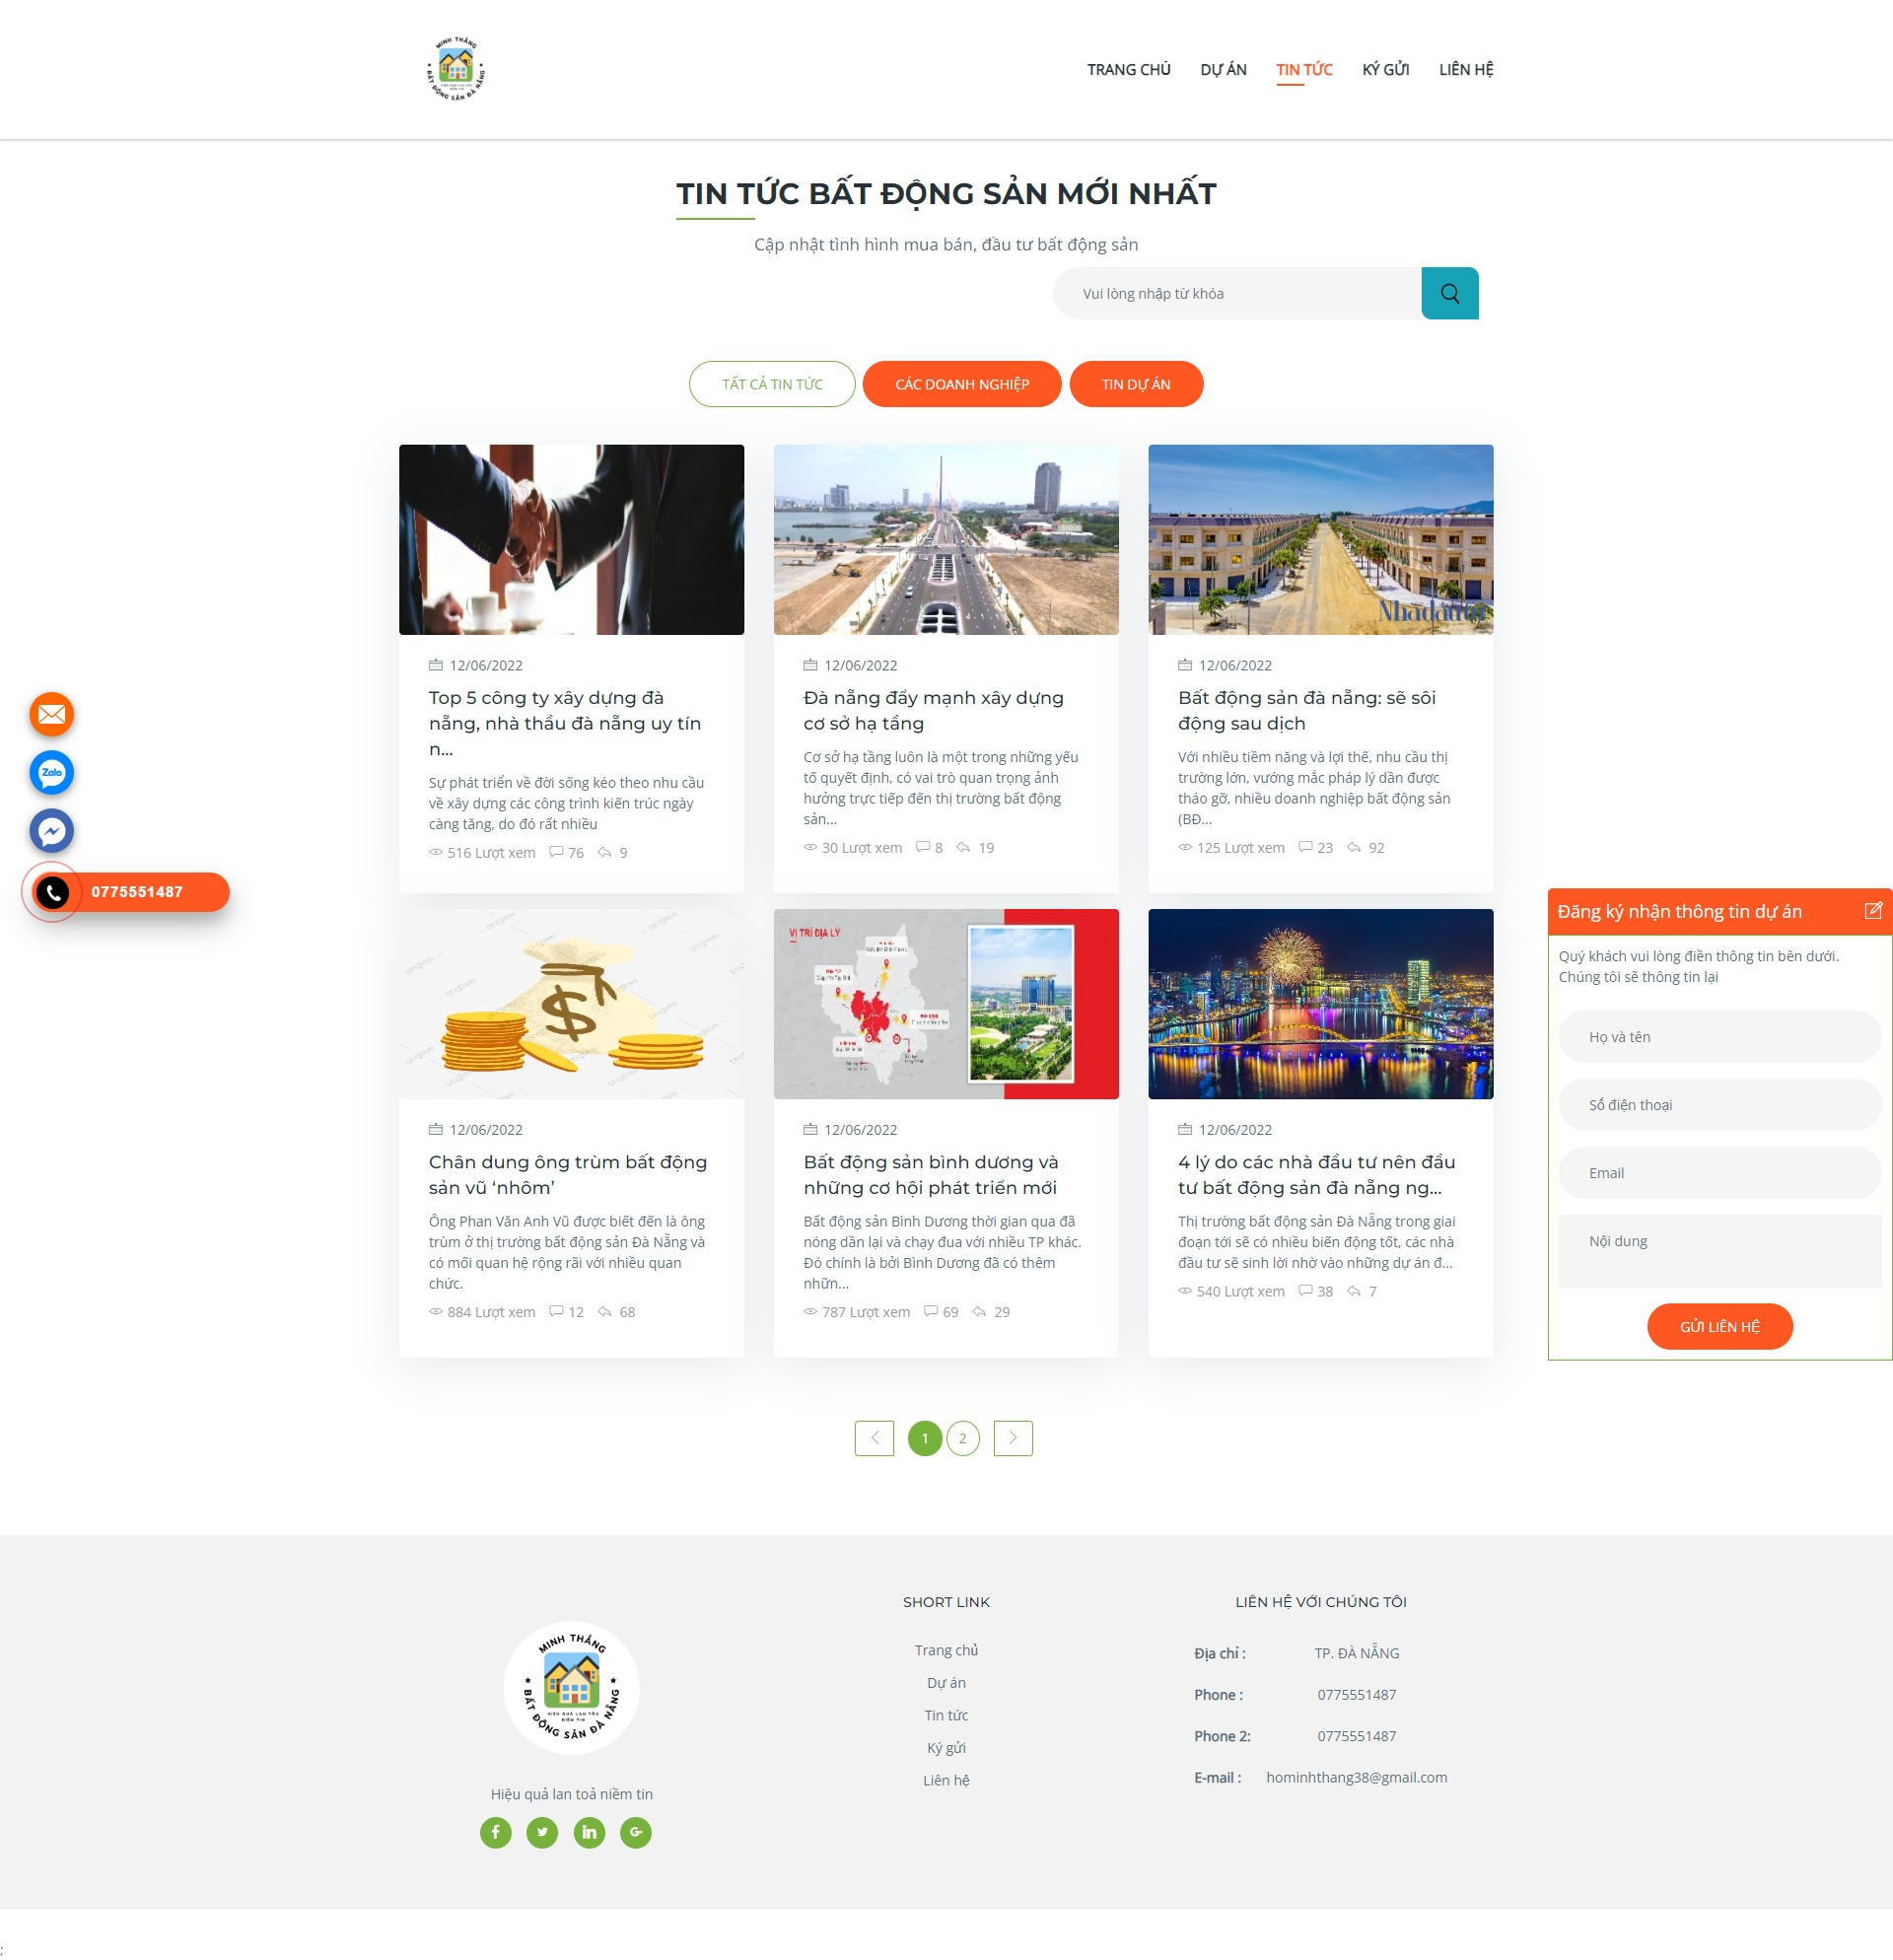 MINH THẮNG
BẤT ĐỘNG SẢN ĐÀ NẴNG
TRANG CHỦ
DỰ ÁN
TIN TỨC
KÝ GỬI
LIÊN HỆ
TIN TỨC BẤT ĐỘNG SẢN MỚI NHẤT
Cập nhật tình hình mua bán, đầu tư bất động sản
Vui lòng nhập từ khóa
TẤT CẢ TIN TỨC
CÁC DOANH NGHIỆP
TIN DỰ ÁN
12/06/2022
Top 5 công ty xây dựng đà
nẵng, nhà thầu đà nẵng uy tín
n...
Sự phát triển về đời sống kéo theo nhu cầu
về xây dựng các công trình kiến trúc ngày
càng tăng, do đó rất nhiều
516 Lượt xem 76 9
12/06/2022
Đà nẵng đẩy mạnh xây dựng
cơ sở hạ tầng
Cơ sở hạ tầng luôn là một trong những yếu
tố quyết định, có vai trò quan trọng ảnh
hưởng trực tiếp đến thị trường bất động
sản...
30 Lượt xem 8 19
Nhadautu
12/06/2022
Bất động sản đà nẵng: sẽ sôi
động sau dịch
Với nhiều tiềm năng và lợi thế, nhu cầu thị
trường lớn, vướng mắc pháp lý dần được
tháo gỡ, nhiều doanh nghiệp bất động sản
(BĐ...
125 Lượt xem 23 92
Zalo
0775551487
12/06/2022
Chân dung ông trùm bất động
sản vũ ‘nhôm’
Ông Phan Văn Anh Vũ được biết đến là ông
trùm ở thị trường bất động sản Đà Nẵng và
có mối quan hệ rộng rãi với nhiều quan
chức.
884 Lượt xem 12 68
VỊ TRÍ ĐỊA LÝ
12/06/2022
Bất động sản bình dương và
những cơ hội phát triển mới
Bất động sản Bình Dương thời gian qua đã
nóng dần lại và chạy đua với nhiều TP khác.
Đó chính là bởi Bình Dương đã có thêm
nhữn...
787 Lượt xem 69 29
12/06/2022
4 lý do các nhà đầu tư nên đầu
tư bất động sản đà nẵng ng...
Thị trường bất động sản Đà Nẵng trong giai
đoạn tới sẽ có nhiều biến động tốt, các nhà
đầu tư sẽ sinh lời nhờ vào những dự án đ...
540 Lượt xem 38 7
Đăng ký nhận thông tin dự án
Quý khách vui lòng điền thông tin bên dưới.
Chúng tôi sẽ thông tin lại
Họ và tên
Số điện thoại
Email
Nội dung
GỬI LIÊN HỆ
1
2
MINH THẮNG
HIỆU QUẢ LAN TỎA
NIỀM TIN
BẤT ĐỘNG SẢN ĐÀ NẴNG
Hiệu quả lan toả niềm tin
SHORT LINK
Trang chủ
Dự án
Tin tức
Ký gửi
Liên hệ
LIÊN HỆ VỚI CHÚNG TÔI
Địa chỉ : TP. ĐÀ NẴNG
Phone : 0775551487
Phone 2: 0775551487
E-mail : hominhthang38@gmail.com
;